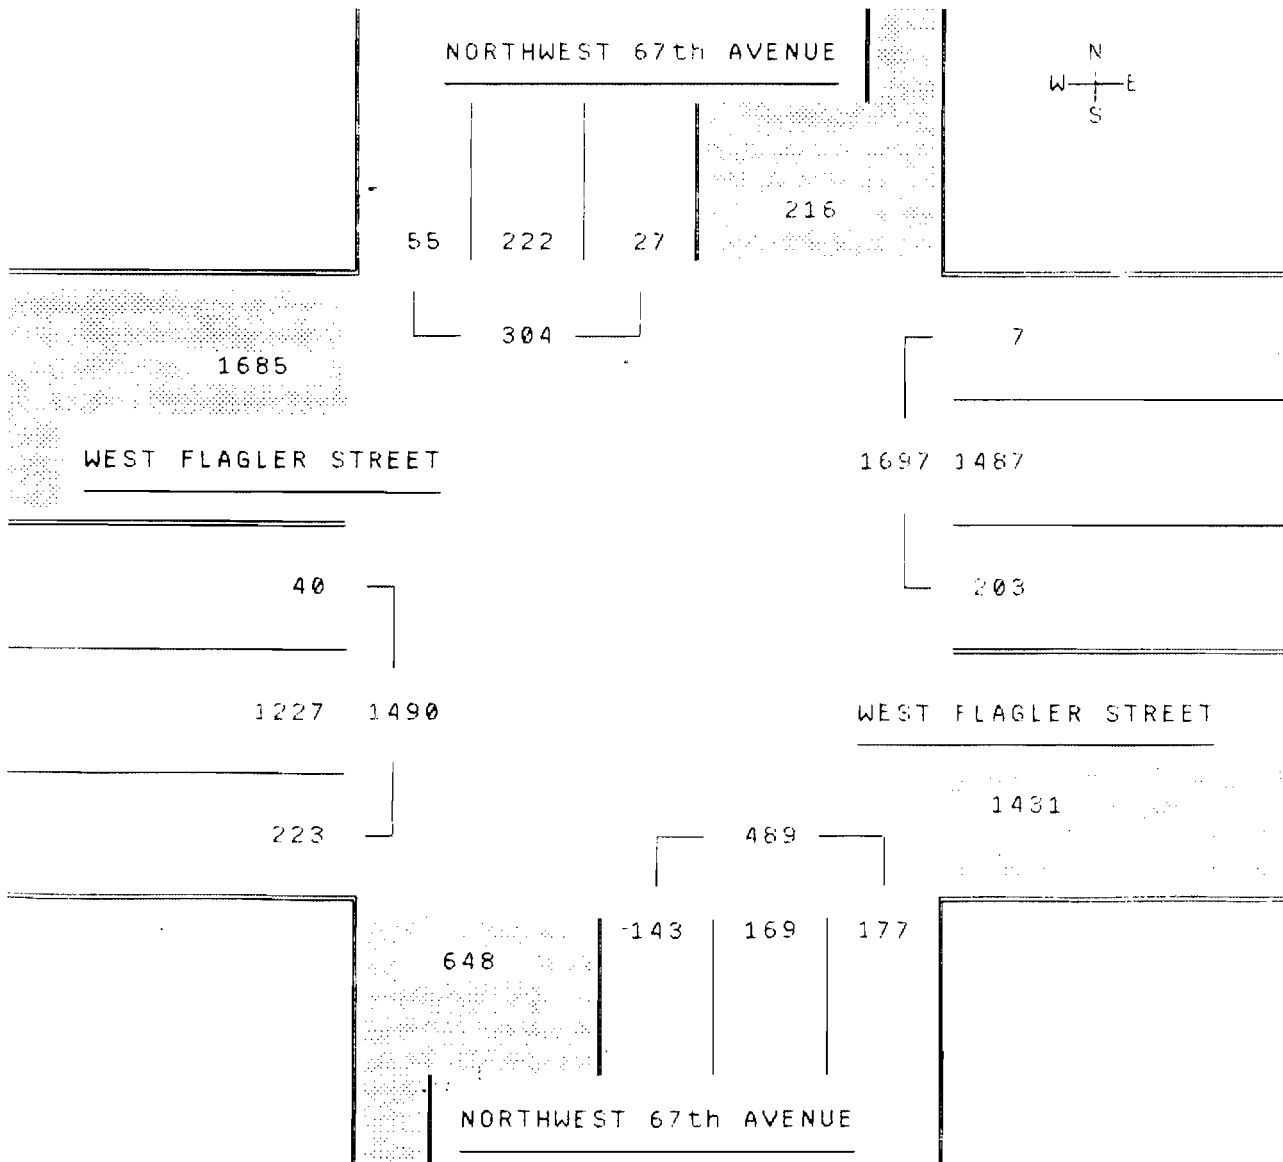 NORTHWEST 67th AVENUE
N
W E
S
216
55 222 27
304
7
1685
WEST FLAGLER STREET
1697 1487
40
203
1227 1490
WEST FLAGLER STREET
1431
223
489
143 169 177
648
NORTHWEST 67th AVENUE